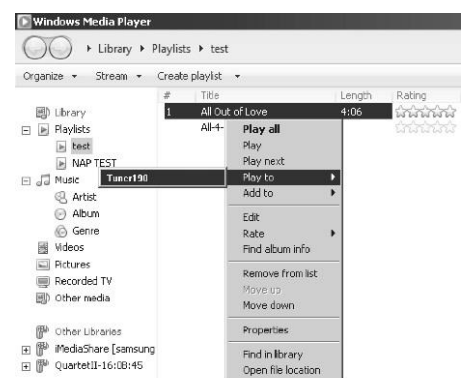 Windows Media Player
Library ▸ Playlists ▸ test
Organize Stream Create playlist
# Title Length Rating
1 All Out of Love 4:06
All-4-
Library
Playlists
test
NAP TEST
Music
Artist
Album
Genre
Videos
Pictures
Recorded TV
Other media
Other Libraries
iMediaShare [samsung
QuartetII-16:0B:45
Tuner190
Play all
Play
Play next
Play to
Add to
Edit
Rate
Find album info
Remove from list
Move up
Move down
Properties
Find in library
Open file location